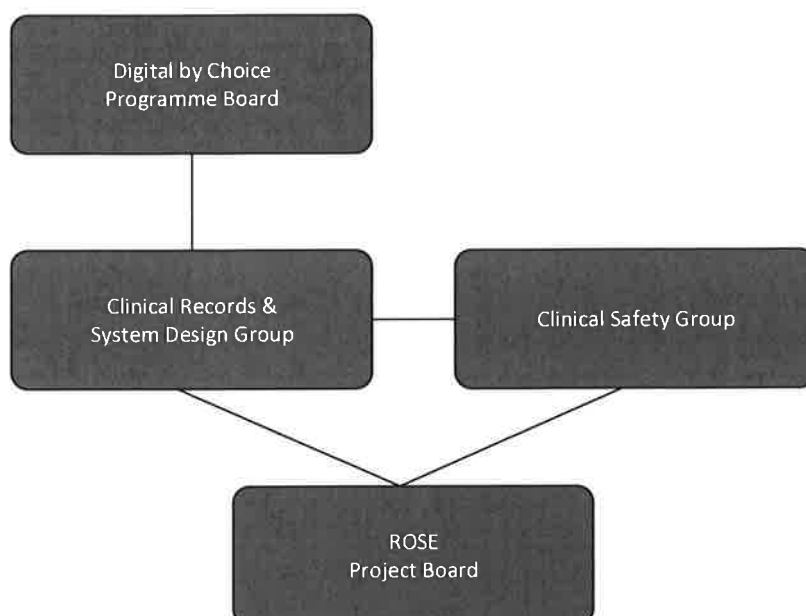 Digital by Choice
Programme Board
Clinical Records &
System Design Group
Clinical Safety Group
ROSE
Project Board